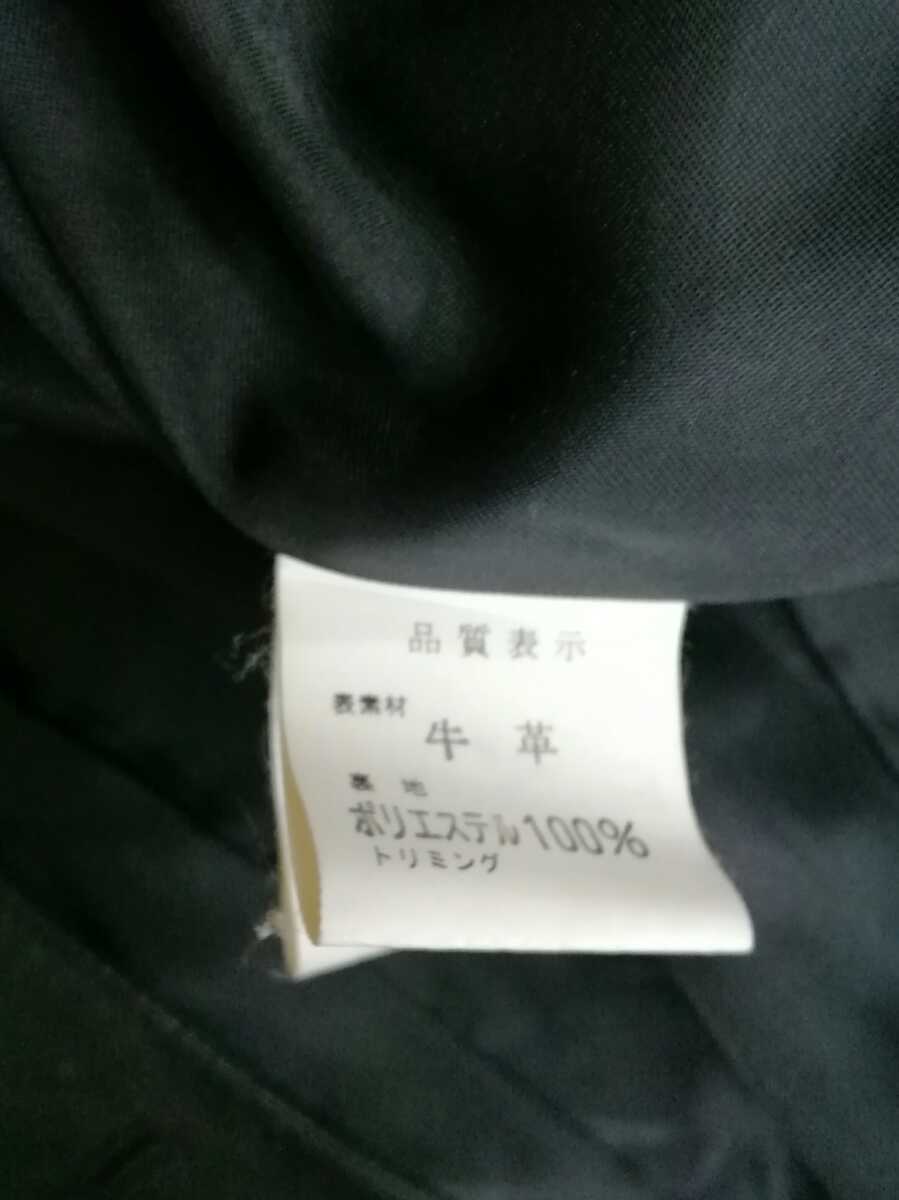 品質表示
表素材
牛革
裏地
ポリエステル100%
トリミング